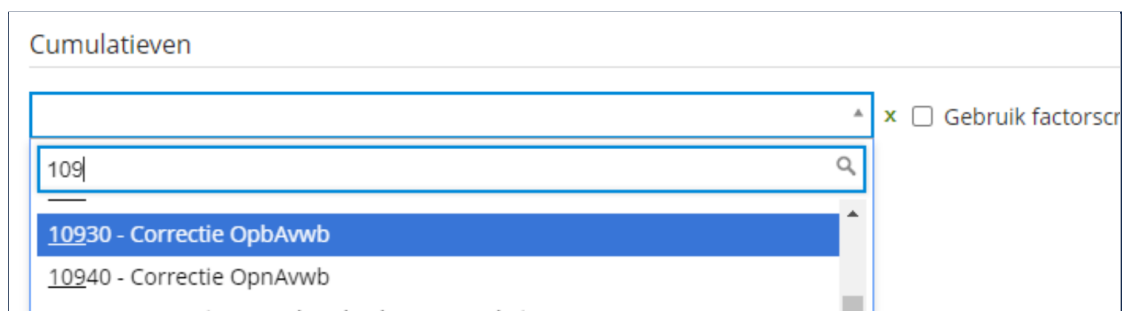 Cumulatieven
x Gebruik factorscr
109
10930 - Correctie OpbAvwb
10940 - Correctie OpnAvwb